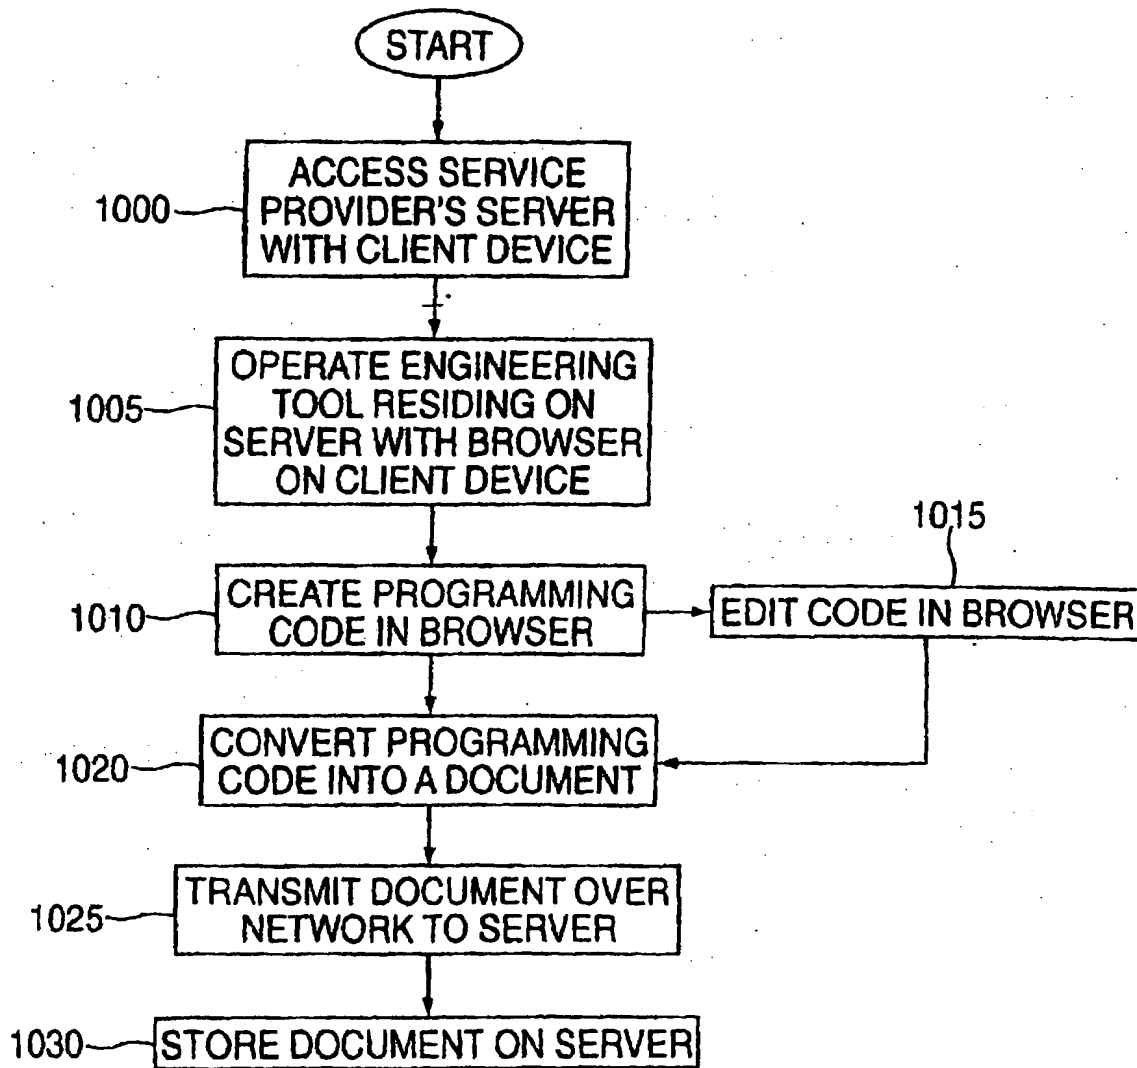 START
ACCESS SERVICE
PROVIDER'S SERVER
WITH CLIENT DEVICE
1000
OPERATE ENGINEERING
TOOL RESIDING ON
SERVER WITH BROWSER
ON CLIENT DEVICE
1005
CREATE PROGRAMMING
CODE IN BROWSER
1010
1015
EDIT CODE IN BROWSER
CONVERT PROGRAMMING
CODE INTO A DOCUMENT
1020
TRANSMIT DOCUMENT OVER
NETWORK TO SERVER
1025
STORE DOCUMENT ON SERVER
1030